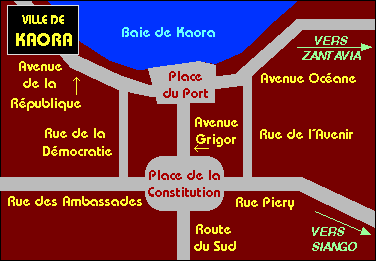 VILLE DE
KAORA
Baie de Kaora
VERS
ZANTAVIA
Avenue
de la
République
Place
du Port
Avenue Océane
Rue de la
Démocratie
Avenue
Grigor
Rue de l'Avenir
Place de la
Constitution
Rue des Ambassades
Rue Piery
Route
du Sud
VERS
SIANGO